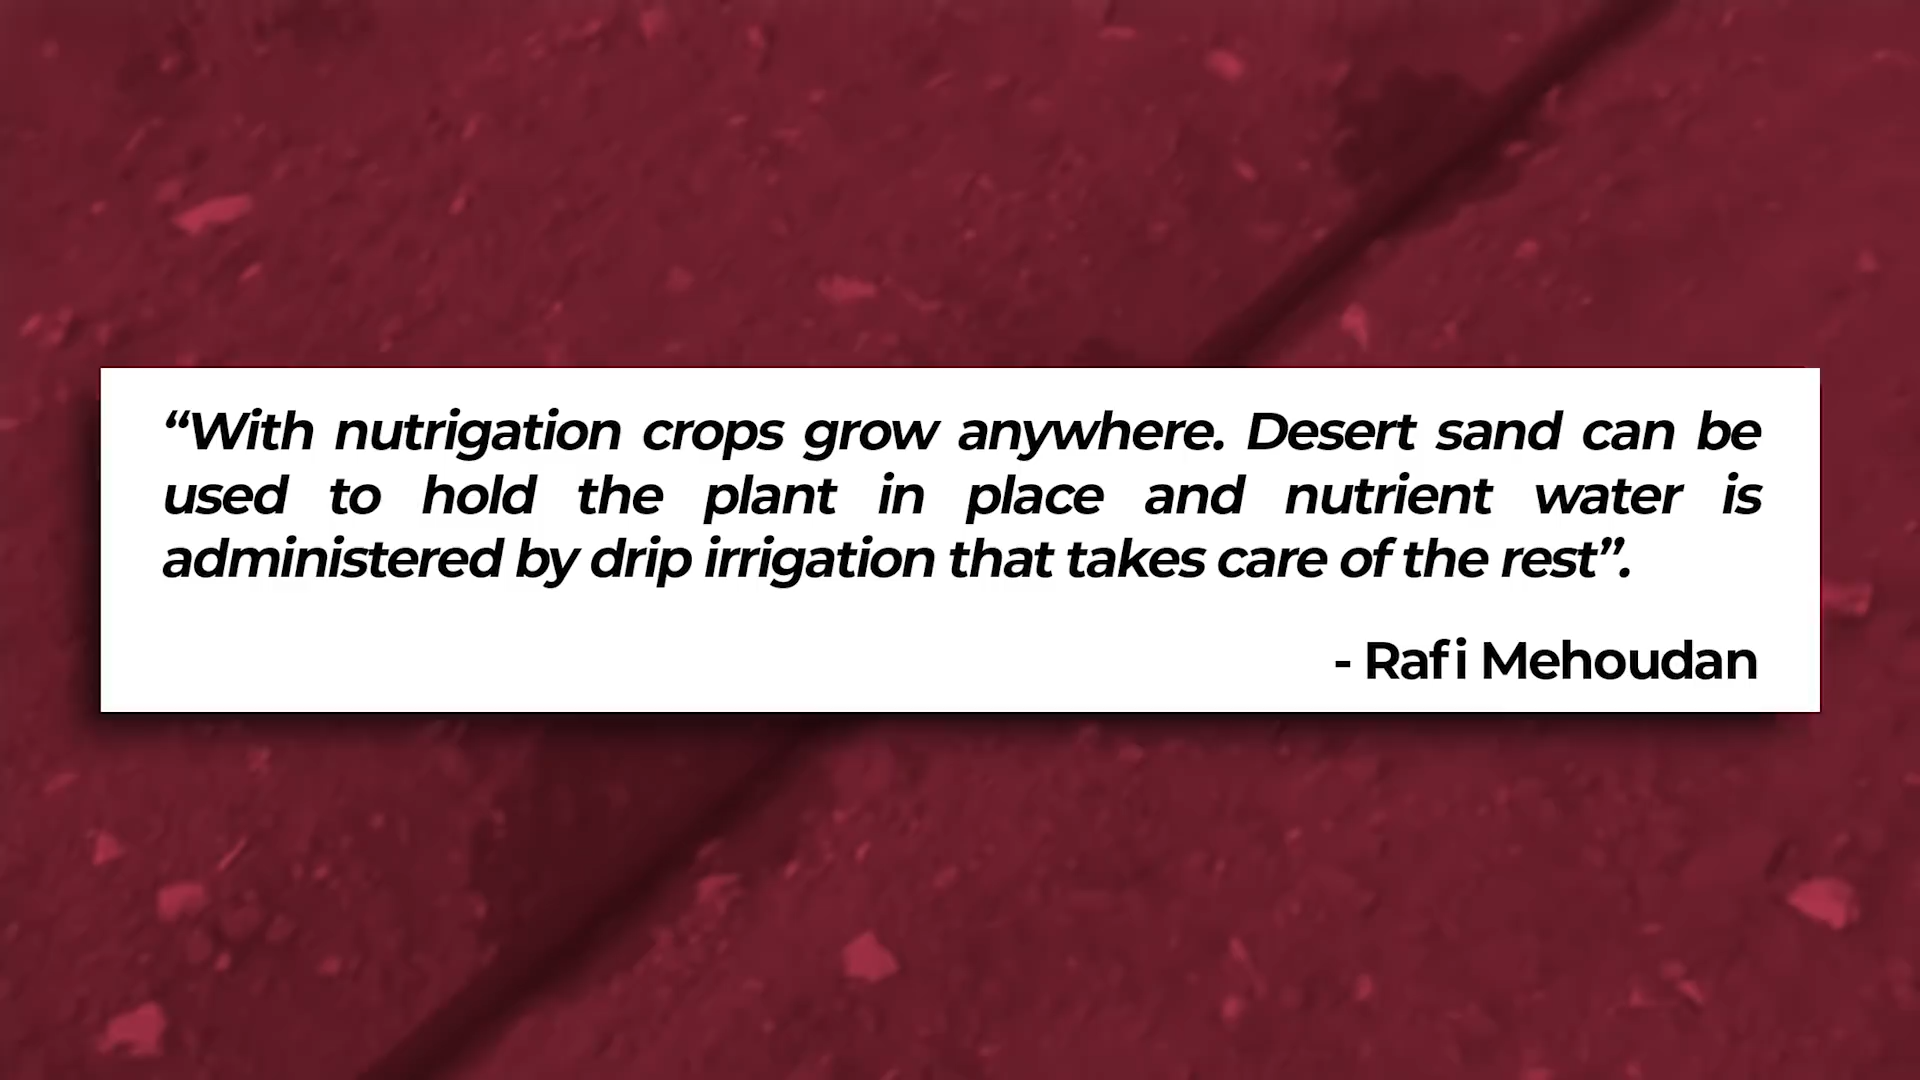 “With nutrigation crops grow anywhere. Desert sand can be
used to hold the plant in place and nutrient water is
administered by drip irrigation that takes care of the rest”.
- Rafi Mehoudan